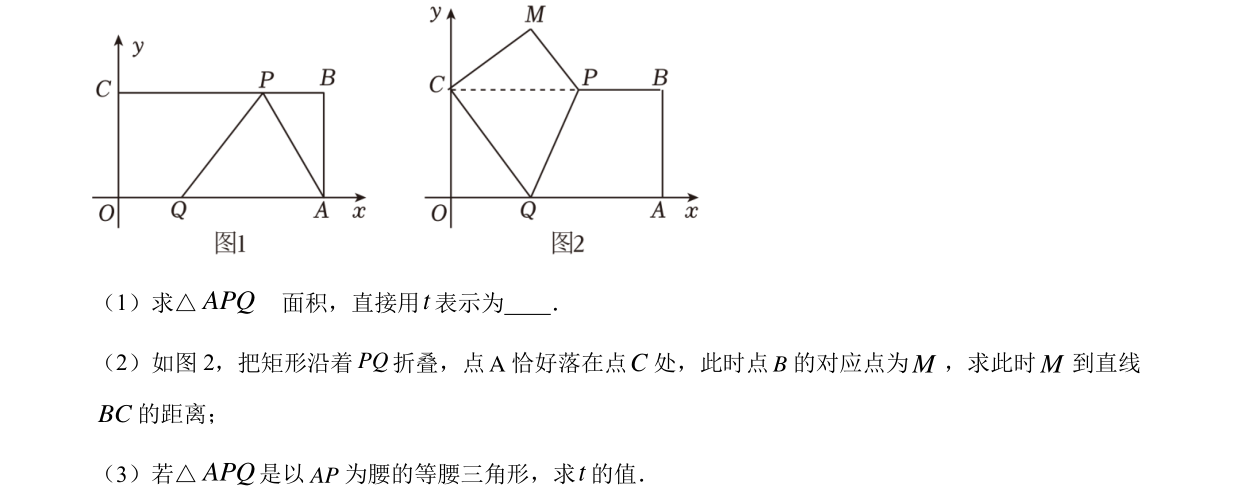 y
C
P
B
O
Q
A
x
图1
y
M
C
P
B
O
Q
A
x
图2
（1）求△APQ 面积，直接用t表示为____．
（2）如图2，把矩形沿着PQ折叠，点A恰好落在点C处，此时点B的对应点为M，求此时M到直线
BC的距离；
（3）若△APQ是以AP为腰的等腰三角形，求t的值．